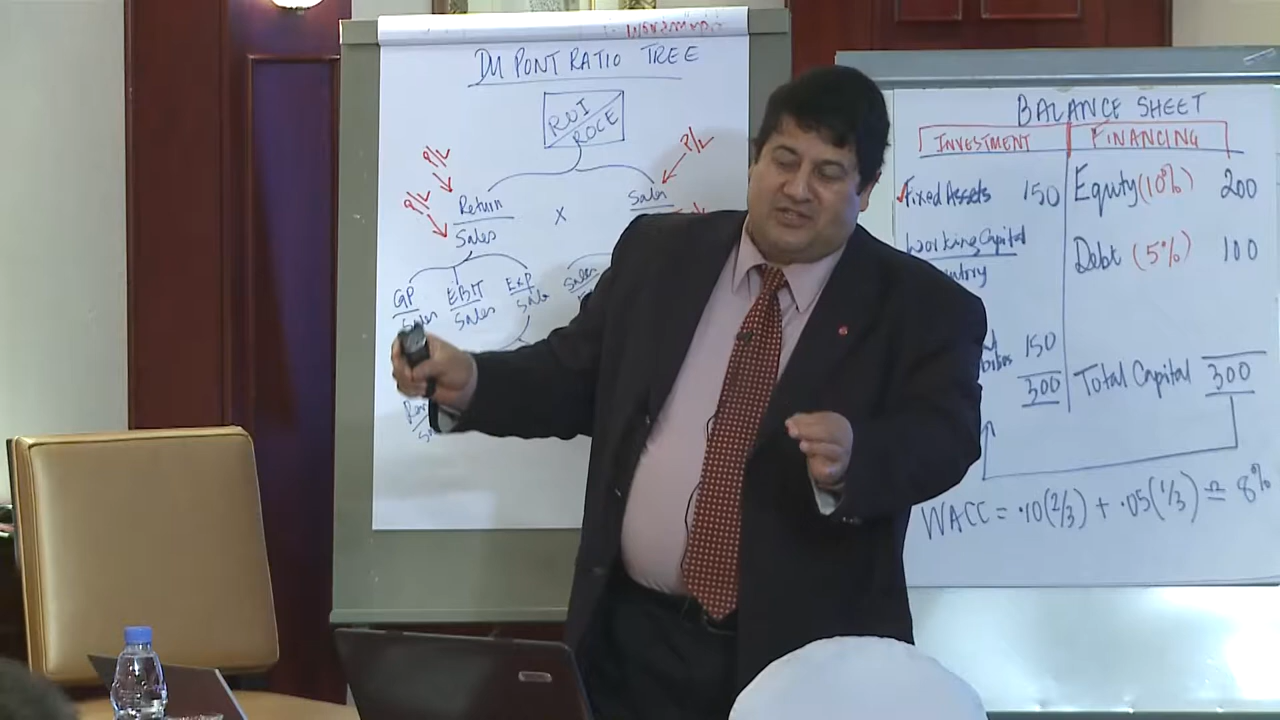 Workshop
DU PONT RATIO TREE
ROI
ROCE
P/L
P/L
P/L
Return
Sales
X
Sales
GP
Sales
EBIT
Sales
Exp
Sales
Sales
BALANCE SHEET
INVESTMENT
FINANCING
Fixed Assets 150
Equity (10%) 200
Working Capital
Debt (5%) 100
150
300
Total Capital 300
WACC = .10(2/3) + .05(1/3) = 8%